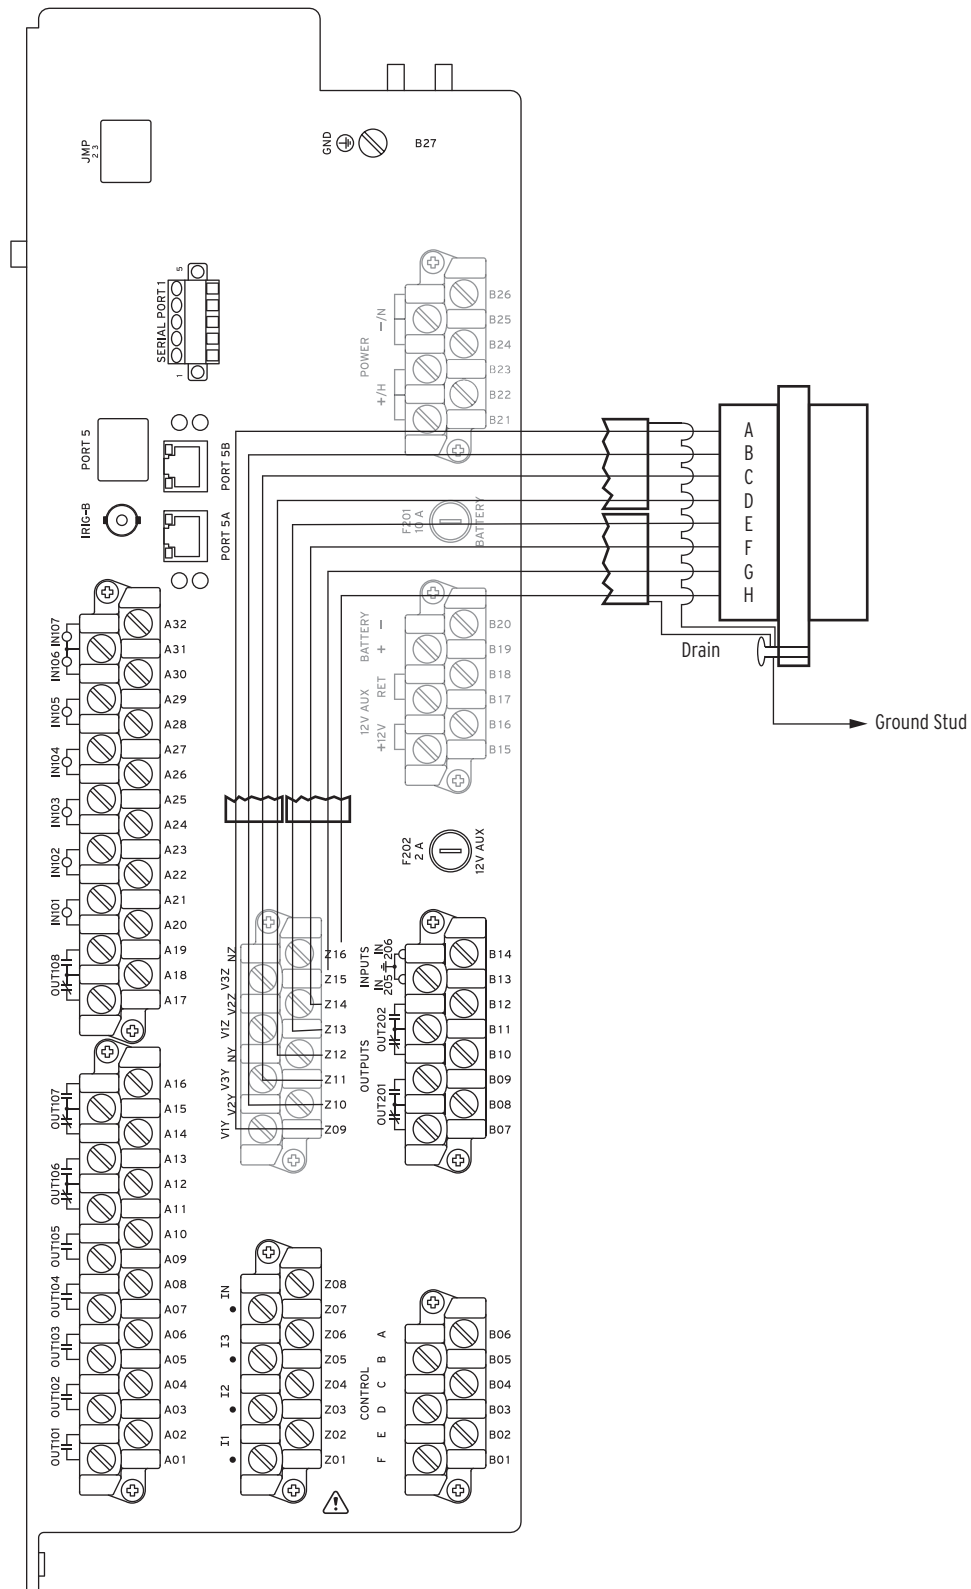 JMP
2 3
GND
B27
SERIAL PORT 1
5
1
PORT 5
PORT 5B
IRIG-B
PORT 5A
POWER
+/H
-/N
B26
B25
B24
B23
B22
B21
F201
10 A
BATTERY
A
B
C
D
E
F
G
H
Drain
Ground Stud
12V AUX
BATTERY
+12V
RET
+
-
B20
B19
B18
B17
B16
B15
F202
2 A
12V AUX
IN101
IN102
IN103
IN104
IN105
IN106
IN107
OUT108
A32
A31
A30
A29
A28
A27
A26
A25
A24
A23
A22
A21
A20
A19
A18
A17
OUT101
OUT102
OUT103
OUT104
OUT105
OUT106
OUT107
A16
A15
A14
A13
A12
A11
A10
A09
A08
A07
A06
A05
A04
A03
A02
A01
V1Y
V2Y
V3Y
NY
V1Z
V2Z
V3Z
NZ
Z16
Z15
Z14
Z13
Z12
Z11
Z10
Z09
OUTPUTS
INPUTS
OUT201
OUT202
IN
205
IN
206
B14
B13
B12
B11
B10
B09
B08
B07
I1
I2
I3
IN
Z08
Z07
Z06
Z05
Z04
Z03
Z02
Z01
CONTROL
F
E
D
C
B
A
B06
B05
B04
B03
B02
B01